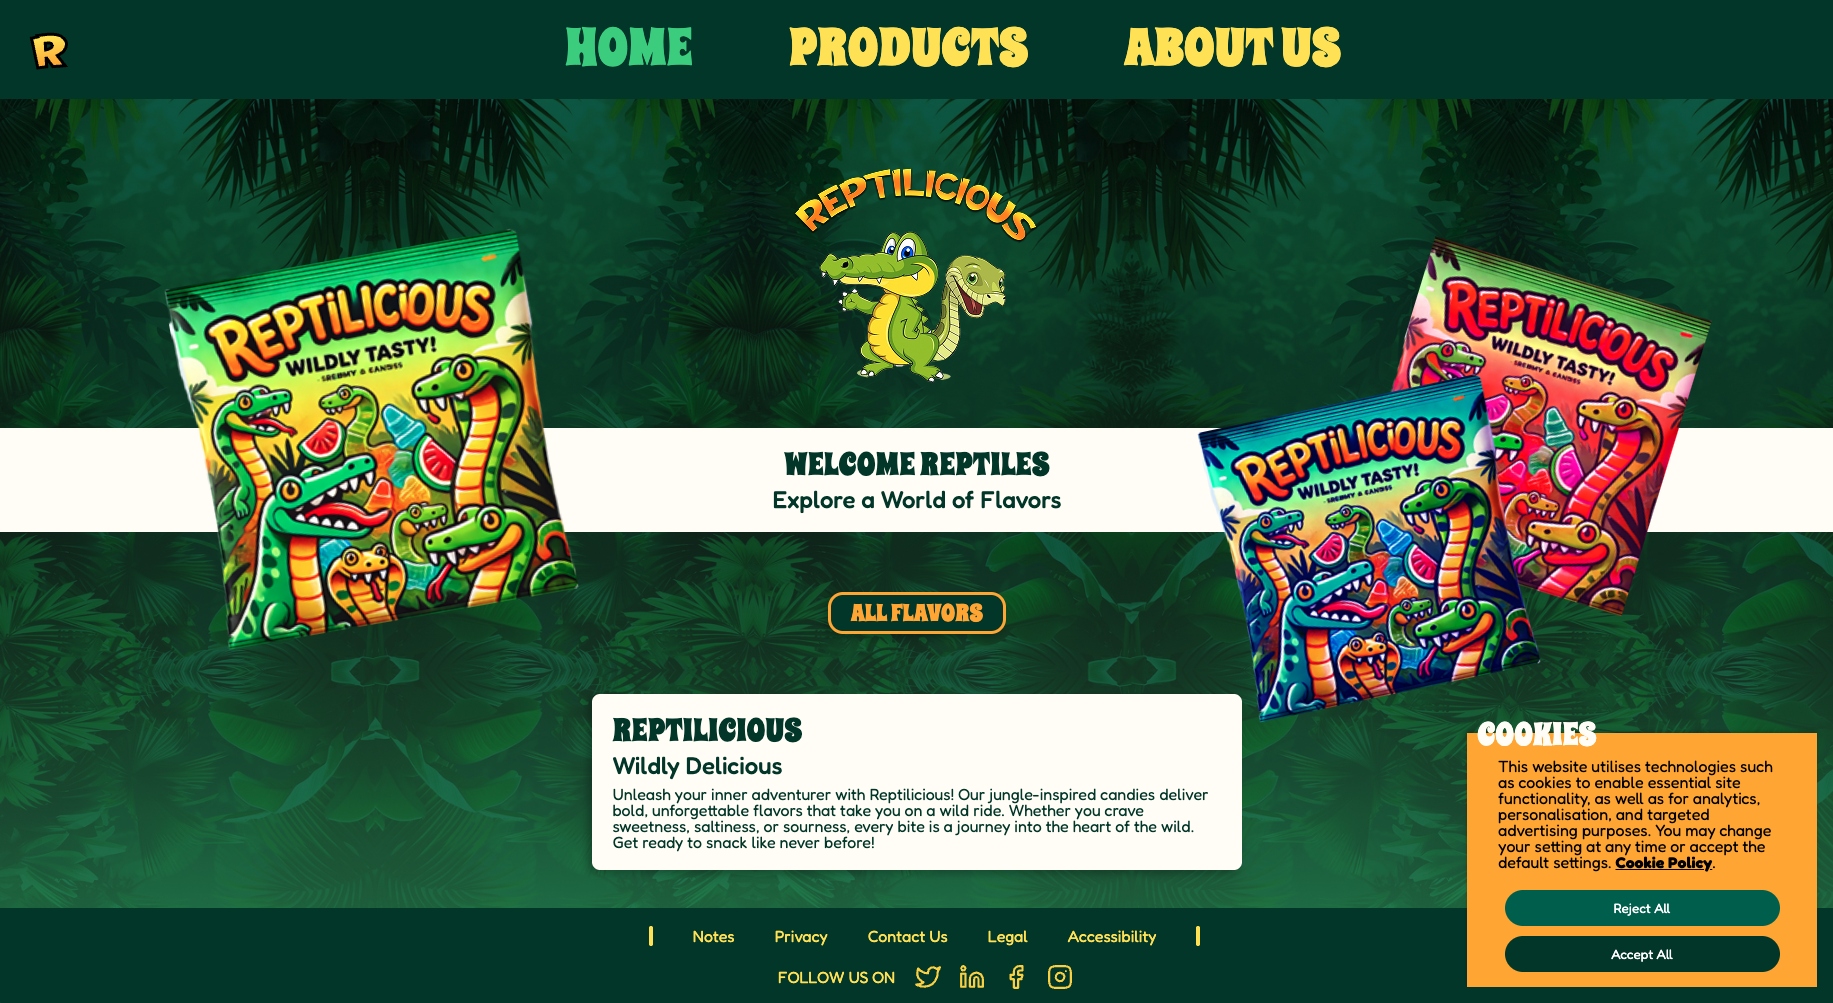 R
HOME
PRODUCTS
ABOUT US
REPTILICIOUS
REPTiLiCiOUS
WILDLY TASTY!
REPTiLiCiOUS
WILDLY TASTY!
REPTiLiCiOUS
WILDLY TASTY!
WELCOME REPTILES
Explore a World of Flavors
ALL FLAVORS
REPTILICIOUS
Wildly Delicious
Unleash your inner adventurer with Reptilicious! Our jungle-inspired candies deliver
bold, unforgettable flavors that take you on a wild ride. Whether you crave
sweetness, saltiness, or sourness, every bite is a journey into the heart of the wild.
Get ready to snack like never before!
COOKIES
This website utilises technologies such
as cookies to enable essential site
functionality, as well as for analytics,
personalisation, and targeted
advertising purposes. You may change
your setting at any time or accept the
default settings. Cookie Policy.
Reject All
Accept All
Notes
Privacy
Contact Us
Legal
Accessibility
FOLLOW US ON